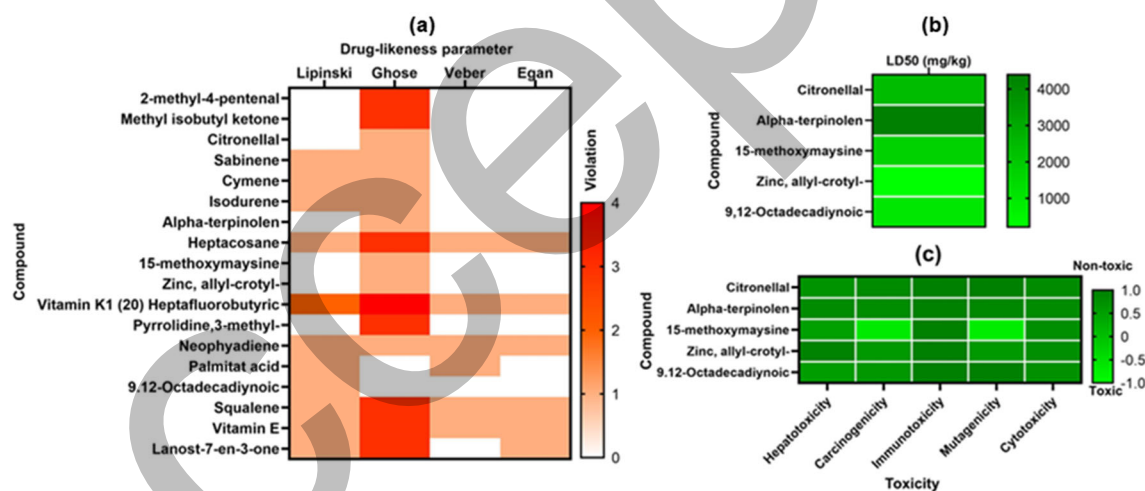 (a)
Drug-likeness parameter
Lipinski Ghose Veber Egan
Compound
2-methyl-4-pentenal
Methyl isobutyl ketone
Citronellal
Sabinene
Cymene
Isodurene
Alpha-terpinolen
Heptacosane
15-methoxymaysine
Zinc, allyl-crotyl-
Vitamin K1 (20) Heptafluorobutyric
Pyrrolidine,3-methyl-
Neophyadiene
Palmitat acid
9.12-Octadecadiynoic
Squalene
Vitamin E
Lanost-7-en-3-one
Violation
4
3
2
1
0
(b)
LD50 (mg/kg)
Compound
Citronellal
Alpha-terpinolen
15-methoxymaysine
Zinc, allyl-crotyl-
9,12-Octadecadiynoic
4000
3000
2000
1000
(c)
Compound
Citronellal
Alpha-terpinolen
15-methoxymaysine
Zinc, allyl-crotyl-
9.12-Octadecadiynoic
Hepatotoxicity
Carcinogenicity
Immunotoxicity
Mutagenicity
Cytotoxicity
Toxicity
Non-toxic
1.0
0.5
0
-0.5
-1.0
Toxic